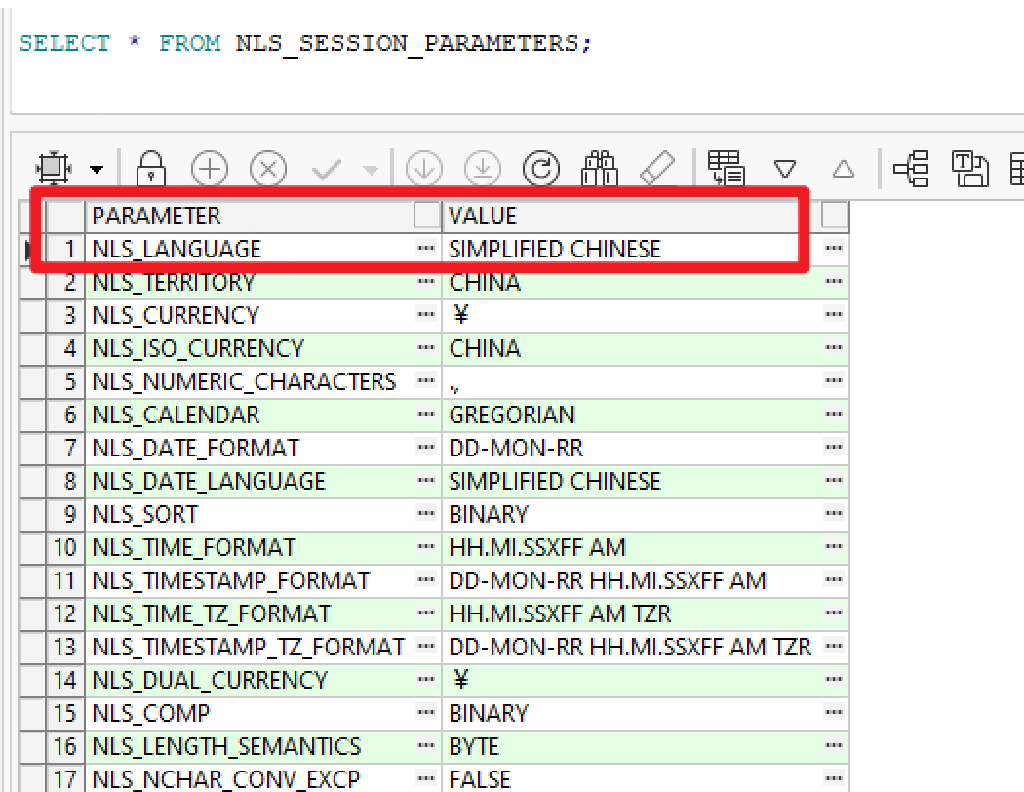 SELECT * FROM NLS_SESSION_PARAMETERS;
PARAMETER VALUE
1 NLS_LANGUAGE ... SIMPLIFIED CHINESE ...
2 NLS_TERRITORY ... CHINA ...
3 NLS_CURRENCY ... ¥ ...
4 NLS_ISO_CURRENCY ... CHINA ...
5 NLS_NUMERIC_CHARACTERS ... ., ...
6 NLS_CALENDAR ... GREGORIAN ...
7 NLS_DATE_FORMAT ... DD-MON-RR ...
8 NLS_DATE_LANGUAGE ... SIMPLIFIED CHINESE ...
9 NLS_SORT ... BINARY ...
10 NLS_TIME_FORMAT ... HH.MI.SSXFF AM ...
11 NLS_TIMESTAMP_FORMAT ... DD-MON-RR HH.MI.SSXFF AM ...
12 NLS_TIME_TZ_FORMAT ... HH.MI.SSXFF AM TZR ...
13 NLS_TIMESTAMP_TZ_FORMAT ... DD-MON-RR HH.MI.SSXFF AM TZR ...
14 NLS_DUAL_CURRENCY ... ¥ ...
15 NLS_COMP ... BINARY ...
16 NLS_LENGTH_SEMANTICS ... BYTE ...
17 NLS_NCHAR_CONV_EXCP ... FALSE ...